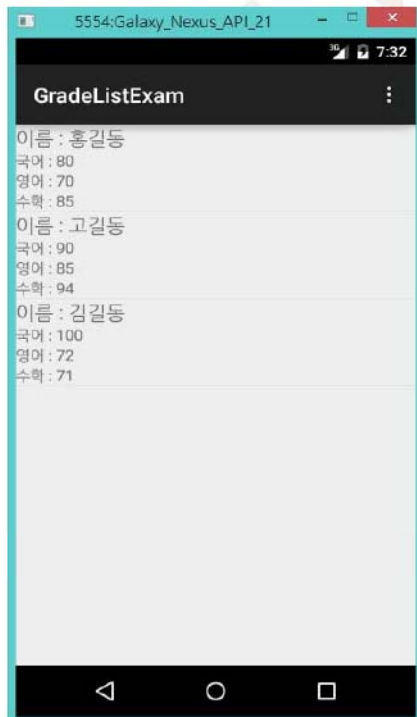 5554:Galaxy_Nexus_API_21
3G 7:32
GradeListExam
이름 : 홍길동
국어 : 80
영어 : 70
수학 : 85
이름 : 고길동
국어 : 90
영어 : 85
수학 : 94
이름 : 김길동
국어 : 100
영어 : 72
수학 : 71